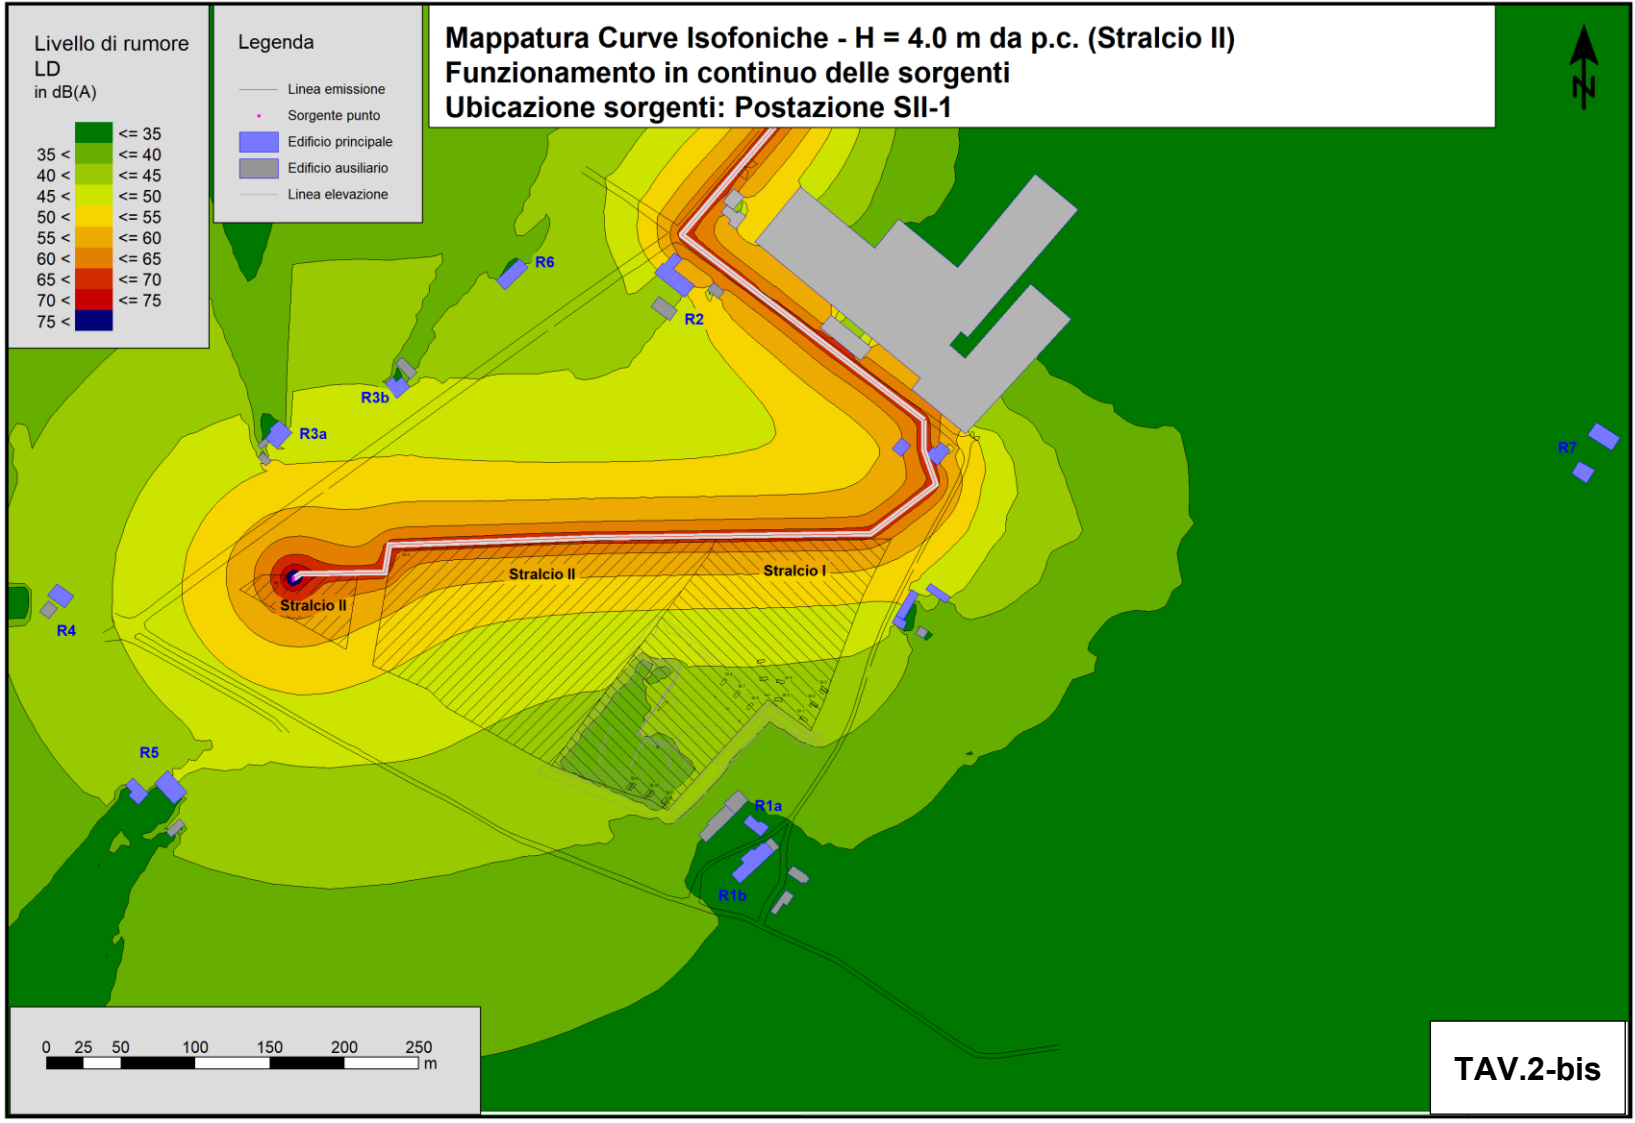 Mappatura Curve Isofoniche - H = 4.0 m da p.c. (Stralcio II)
Funzionamento in continuo delle sorgenti
Ubicazione sorgenti: Postazione SII-1
Livello di rumore
LD
in dB(A)
<= 35
35 < <= 40
40 < <= 45
45 < <= 50
50 < <= 55
55 < <= 60
60 < <= 65
65 < <= 70
70 < <= 75
75 <
Legenda
Linea emissione
Sorgente punto
Edificio principale
Edificio ausiliario
Linea elevazione
N
R6
R2
R3b
R3a
R7
Stralcio II
Stralcio I
Stralcio II
R4
R5
R1a
R1b
0 25 50 100 150 200 250
m
TAV.2-bis